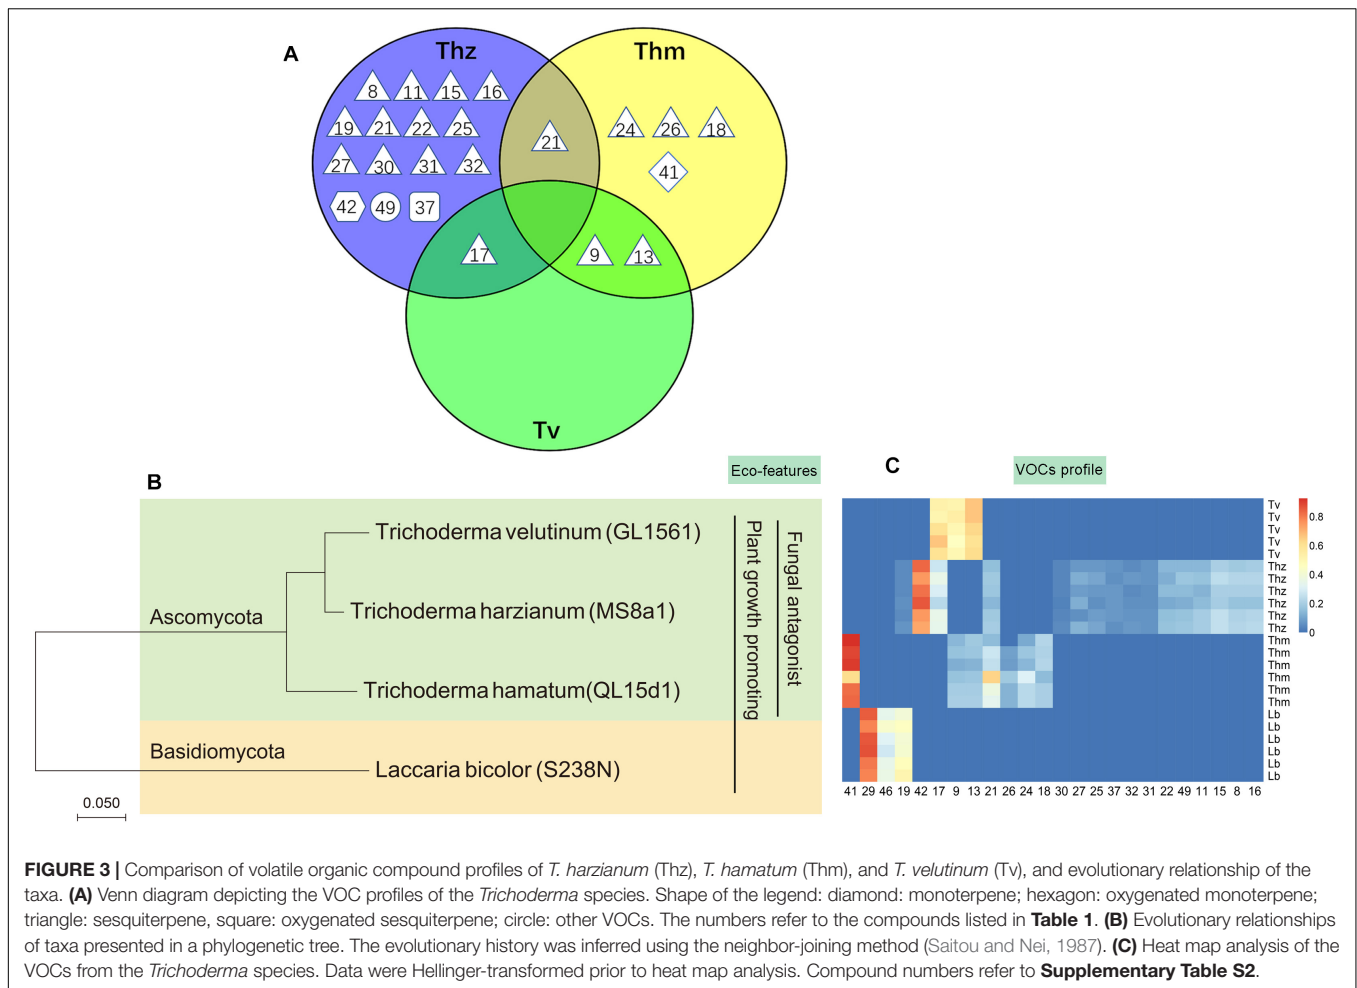 A
Thz
Thm
8 11 15 16
19 21 22 25
27 30 31 32
42 49 37
21
24 26 18
41
17
9 13
Tv
B
Eco-features
Ascomycota
Trichoderma velutinum (GL1561)
Trichoderma harzianum (MS8a1)
Trichoderma hamatum(QL15d1)
Basidiomycota
Laccaria bicolor (S238N)
Plant growth promoting
Fungal antagonist
0.050
C
VOCs profile
Tv
Tv
Tv
Tv
Tv
Thz
Thz
Thz
Thz
Thz
Thz
Thm
Thm
Thm
Thm
Thm
Thm
Lb
Lb
Lb
Lb
Lb
Lb
0.8
0.6
0.4
0.2
0
41 29 46 19 42 17 9 13 21 26 24 18 30 27 25 37 32 31 22 49 11 15 8 16
FIGURE 3 | Comparison of volatile organic compound profiles of T. harzianum (Thz), T. hamatum (Thm), and T. velutinum (Tv), and evolutionary relationship of the
taxa. (A) Venn diagram depicting the VOC profiles of the Trichoderma species. Shape of the legend: diamond: monoterpene; hexagon: oxygenated monoterpene;
triangle: sesquiterpene, square: oxygenated sesquiterpene; circle: other VOCs. The numbers refer to the compounds listed in Table 1. (B) Evolutionary relationships
of taxa presented in a phylogenetic tree. The evolutionary history was inferred using the neighbor-joining method (Saitou and Nei, 1987). (C) Heat map analysis of the
VOCs from the Trichoderma species. Data were Hellinger-transformed prior to heat map analysis. Compound numbers refer to Supplementary Table S2.